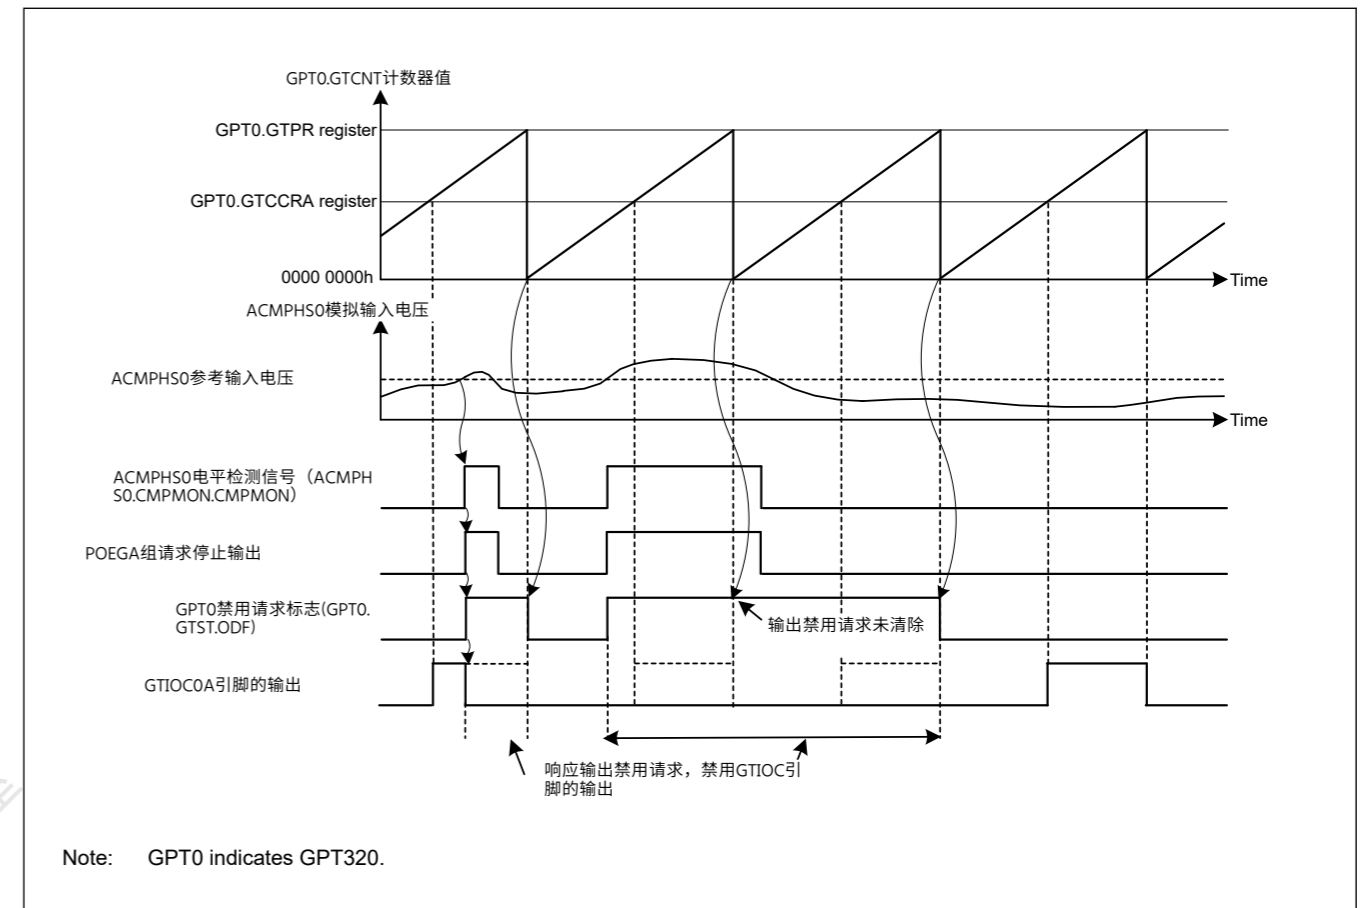 GPT0.GTCNT计数器值
GPT0.GTPR register
GPT0.GTCCRA register
0000 0000h
Time
ACMPHS0模拟输入电压
ACMPHS0参考输入电压
Time
ACMPHS0电平检测信号（ACMPH
S0.CMPMON.CMPMON）
POEGA组请求停止输出
GPT0禁用请求标志(GPT0.
GTST.ODF)
输出禁用请求未清除
GTIOC0A引脚的输出
响应输出禁用请求，禁用GTIOC引
脚的输出
Note: GPT0 indicates GPT320.